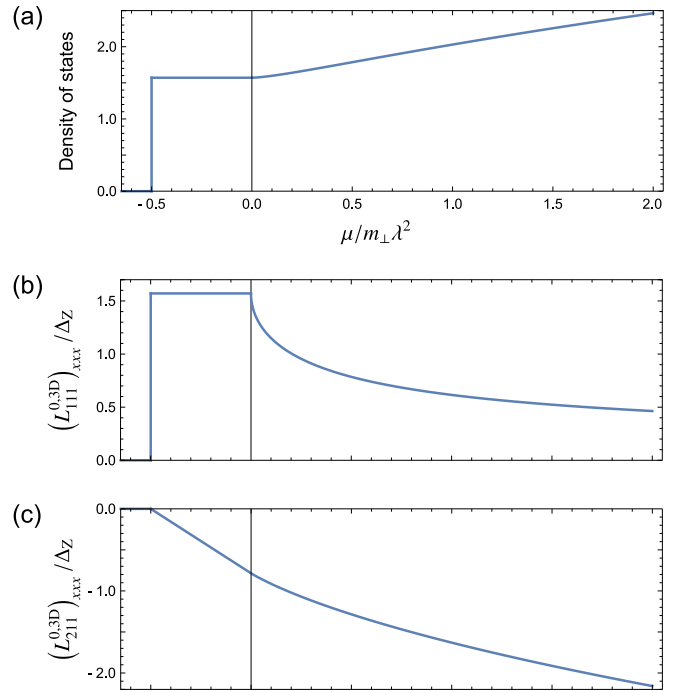 (a)
Density of states
2.0
1.0
0.0
- 0.5 0.0 0.5 1.0 1.5 2.0
μ/m⊥λ²
(b)
(L^{0,3D}_{111})_{xxx}/Δ_Z
1.5
1.0
0.5
0.0
(c)
(L^{0,3D}_{211})_{xxx}/Δ_Z
0.0
- 1.0
- 2.0